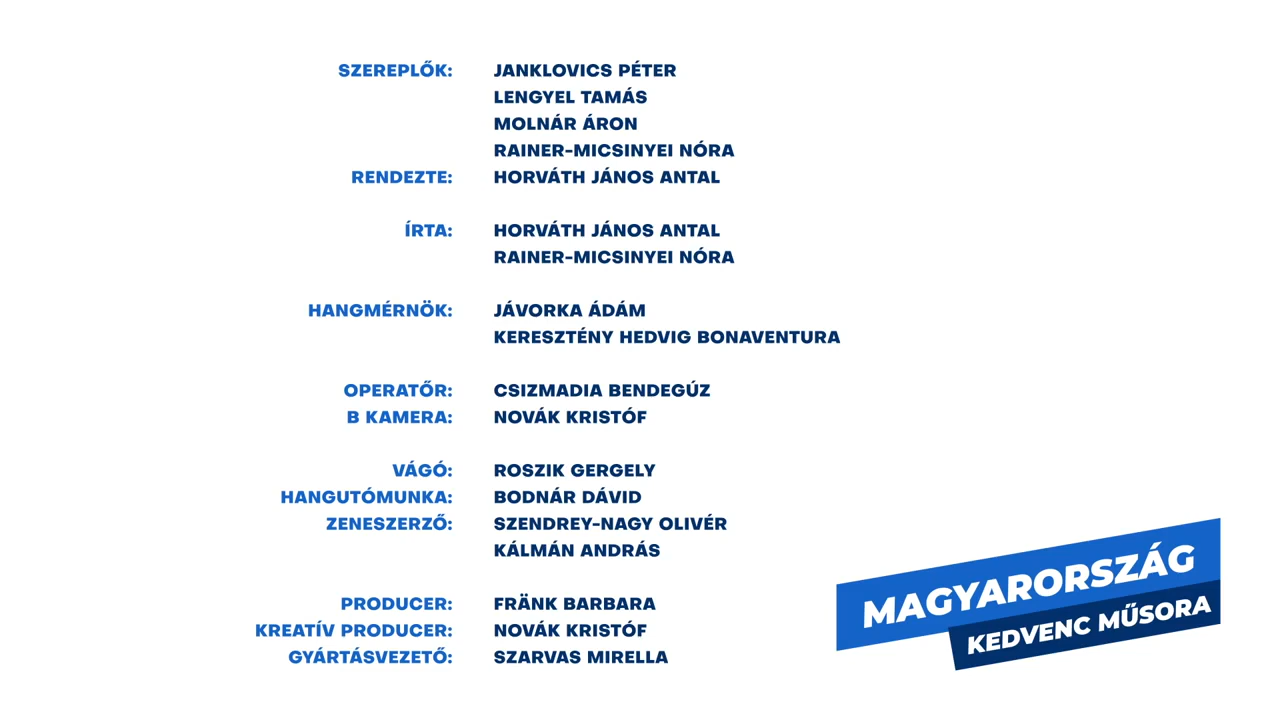 SZEREPLŐK: JANKLOVICS PÉTER
LENGYEL TAMÁS
MOLNÁR ÁRON
RAINER-MICSINYEI NÓRA
RENDEZTE: HORVÁTH JÁNOS ANTAL
ÍRTA: HORVÁTH JÁNOS ANTAL
RAINER-MICSINYEI NÓRA
HANGMÉRNÖK: JÁVORKA ÁDÁM
KERESZTÉNY HEDVIG BONAVENTURA
OPERATŐR: CSIZMADIA BENDEGÚZ
B KAMERA: NOVÁK KRISTÓF
VÁGÓ: ROSZIK GERGELY
HANGUTÓMUNKA: BODNÁR DÁVID
ZENESZERZŐ: SZENDREY-NAGY OLIVÉR
KÁLMÁN ANDRÁS
PRODUCER: FRÄNK BARBARA
KREATÍV PRODUCER: NOVÁK KRISTÓF
GYÁRTÁSVEZETŐ: SZARVAS MIRELLA
MAGYARORSZÁG
KEDVENC MŰSORA